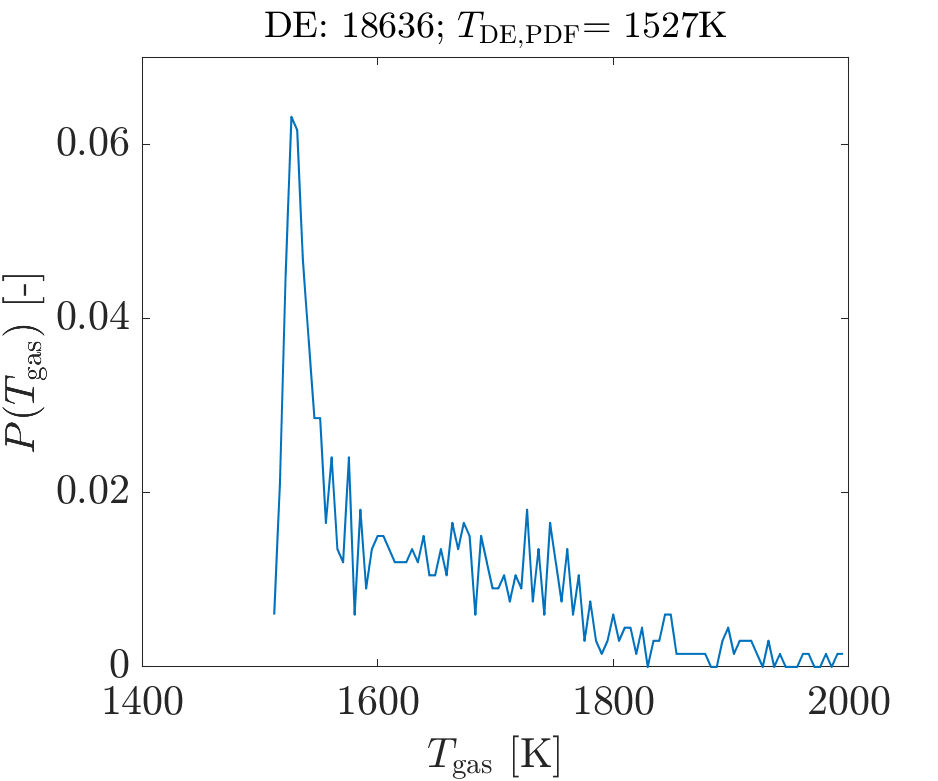 DE: 18636; T_DE,PDF= 1527K
0.06
0.04
0.02
0
P(T_gas) [-]
1400 1600 1800 2000
T_gas [K]